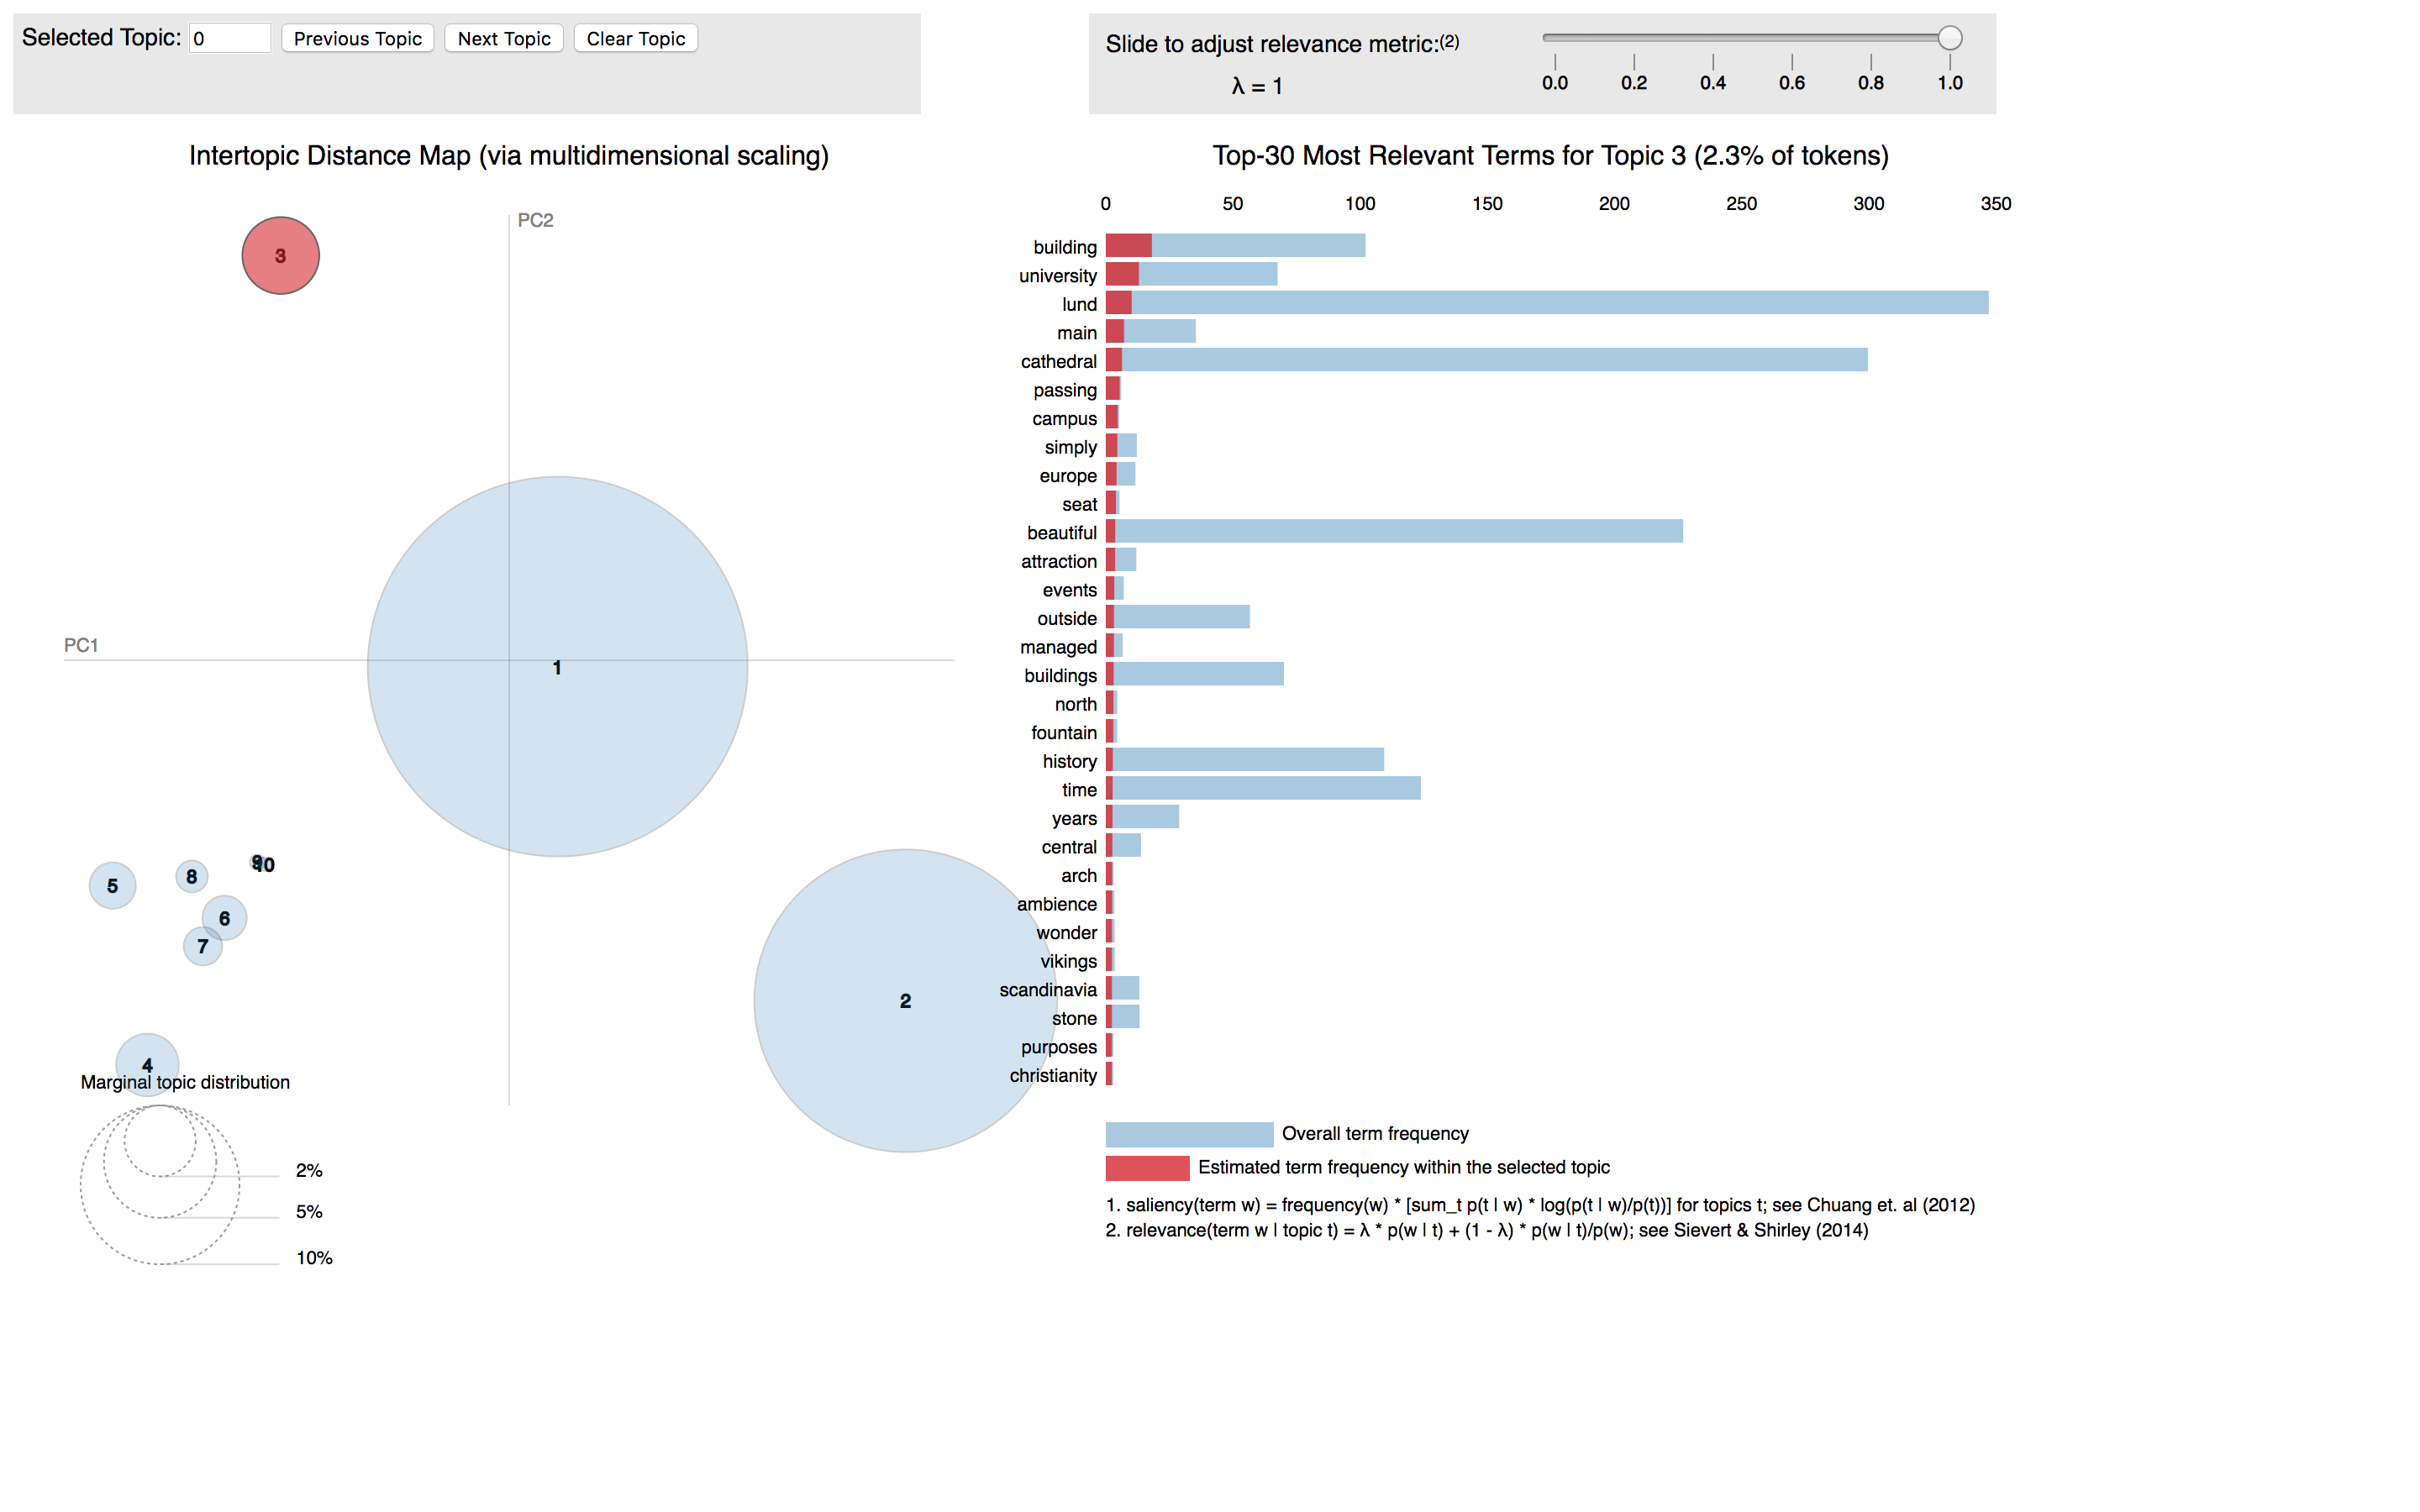 Selected Topic: 0 Previous Topic Next Topic Clear Topic
Slide to adjust relevance metric:(2)
λ = 1
0.0 0.2 0.4 0.6 0.8 1.0
Intertopic Distance Map (via multidimensional scaling)
PC2
PC1
3
1
2
5
8
9
10
6
7
4
Marginal topic distribution
2%
5%
10%
Top-30 Most Relevant Terms for Topic 3 (2.3% of tokens)
0 50 100 150 200 250 300 350
building
university
lund
main
cathedral
passing
campus
simply
europe
seat
beautiful
attraction
events
outside
managed
buildings
north
fountain
history
time
years
central
arch
ambience
wonder
vikings
scandinavia
stone
purposes
christianity
Overall term frequency
Estimated term frequency within the selected topic
1. saliency(term w) = frequency(w) * [sum_t p(t | w) * log(p(t | w)/p(t))] for topics t; see Chuang et. al (2012)
2. relevance(term w | topic t) = λ * p(w | t) + (1 - λ) * p(w | t)/p(w); see Sievert & Shirley (2014)